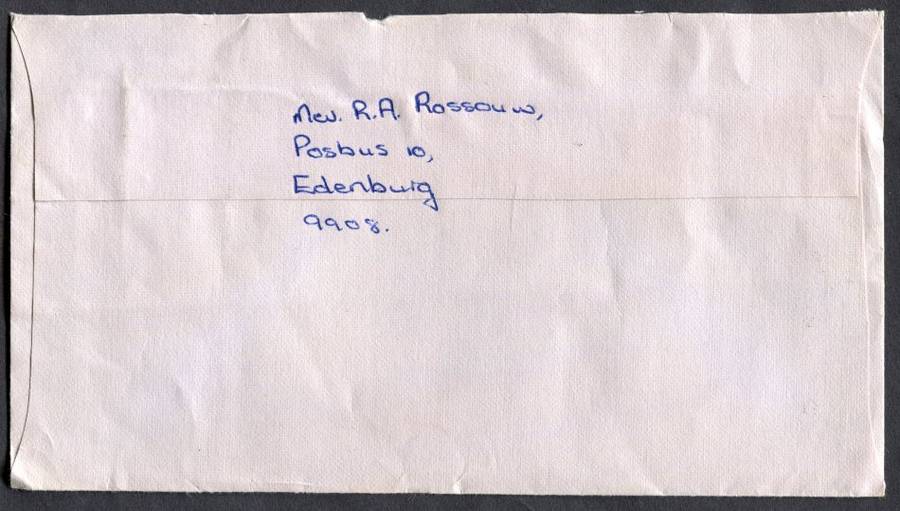 Mev. R.A. Rossouw,
Posbus 10,
Edenburg
9908.